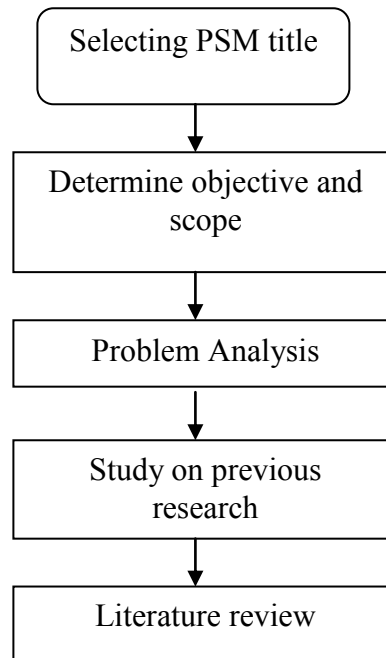 Selecting PSM title
Determine objective and
scope
Problem Analysis
Study on previous
research
Literature review